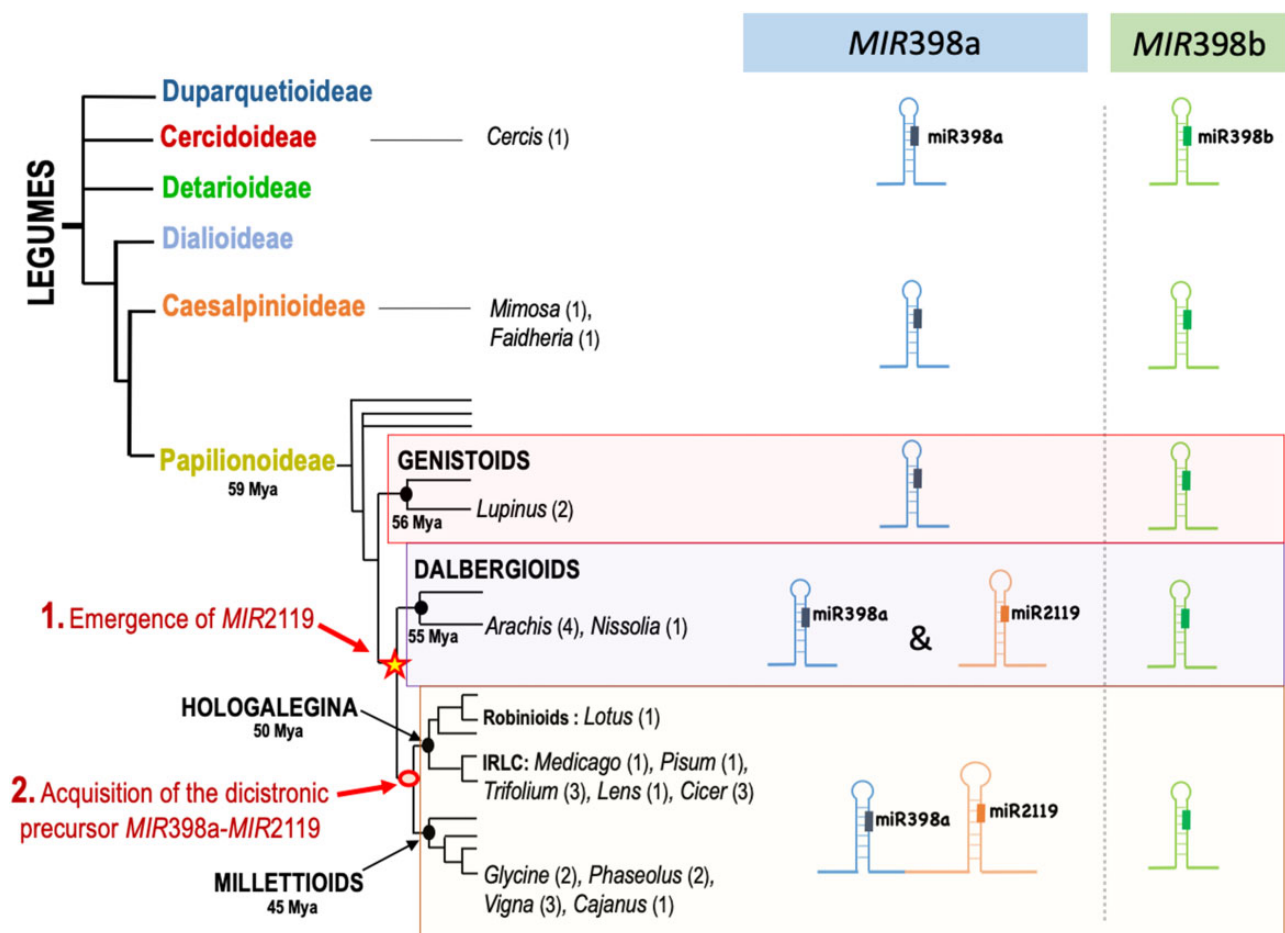 MIR398a
MIR398b
LEGUMES
Duparquetioideae
Cercidoideae
Cercis (1)
miR398a
miR398b
Detarioideae
Dialioideae
Caesalpinioideae
Mimosa (1),
Faidheria (1)
Papilionoideae
59 Mya
GENISTOIDS
56 Mya
Lupinus (2)
DALBERGIOIDS
1. Emergence of MIR2119
55 Mya
Arachis (4), Nissolia (1)
miR398a
&
miR2119
HOLOGALEGINA
50 Mya
Robinioids : Lotus (1)
IRLC: Medicago (1), Pisum (1),
Trifolium (3), Lens (1), Cicer (3)
2. Acquisition of the dicistronic
precursor MIR398a-MIR2119
miR398a
miR2119
MILLETTIOIDS
45 Mya
Glycine (2), Phaseolus (2),
Vigna (3), Cajanus (1)